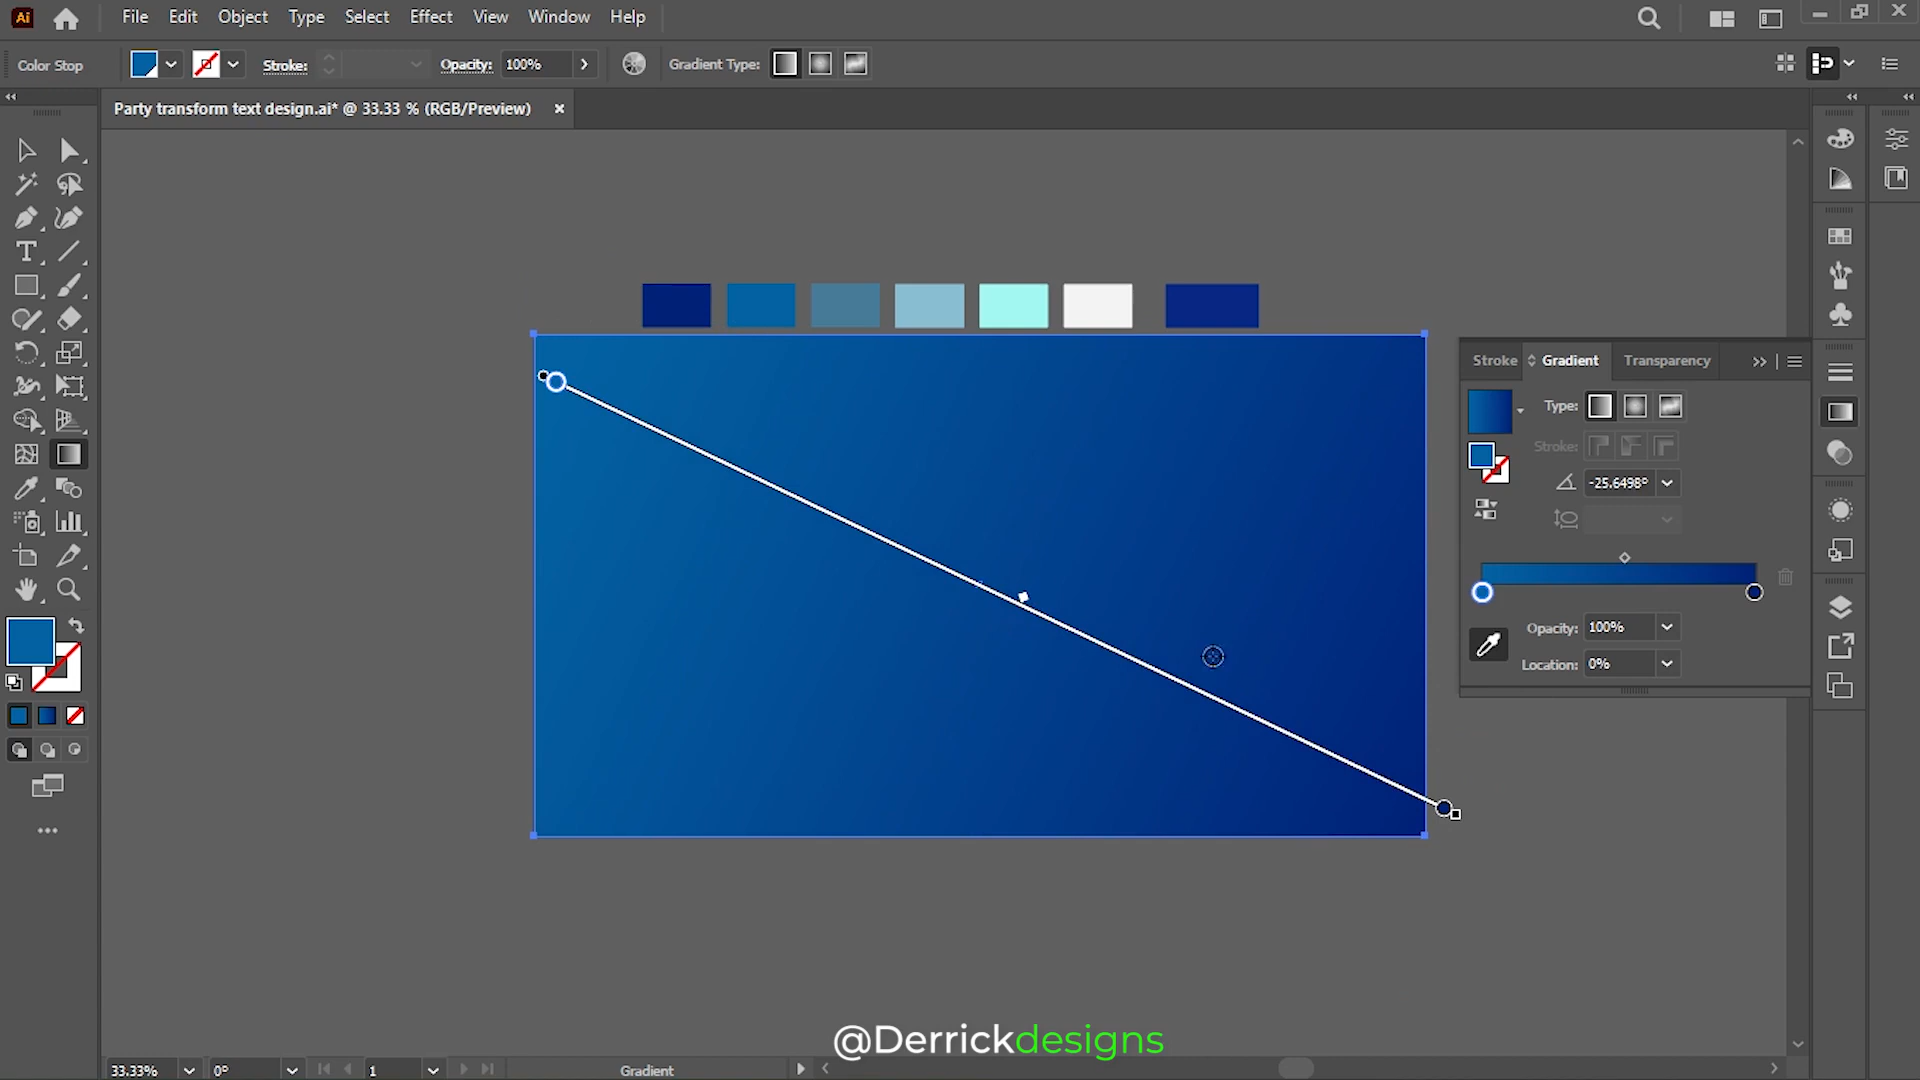 Ai File Edit Object Type Select Effect View Window Help
Color Stop Stroke: Opacity: 100% Gradient Type:
Party transform text design.ai* @ 33.33 % (RGB/Preview)
Stroke Gradient Transparency
Type:
Stroke:
-25.6498°
Opacity: 100%
Location: 0%
@Derrickdesigns
33.33% 0° 1 Gradient